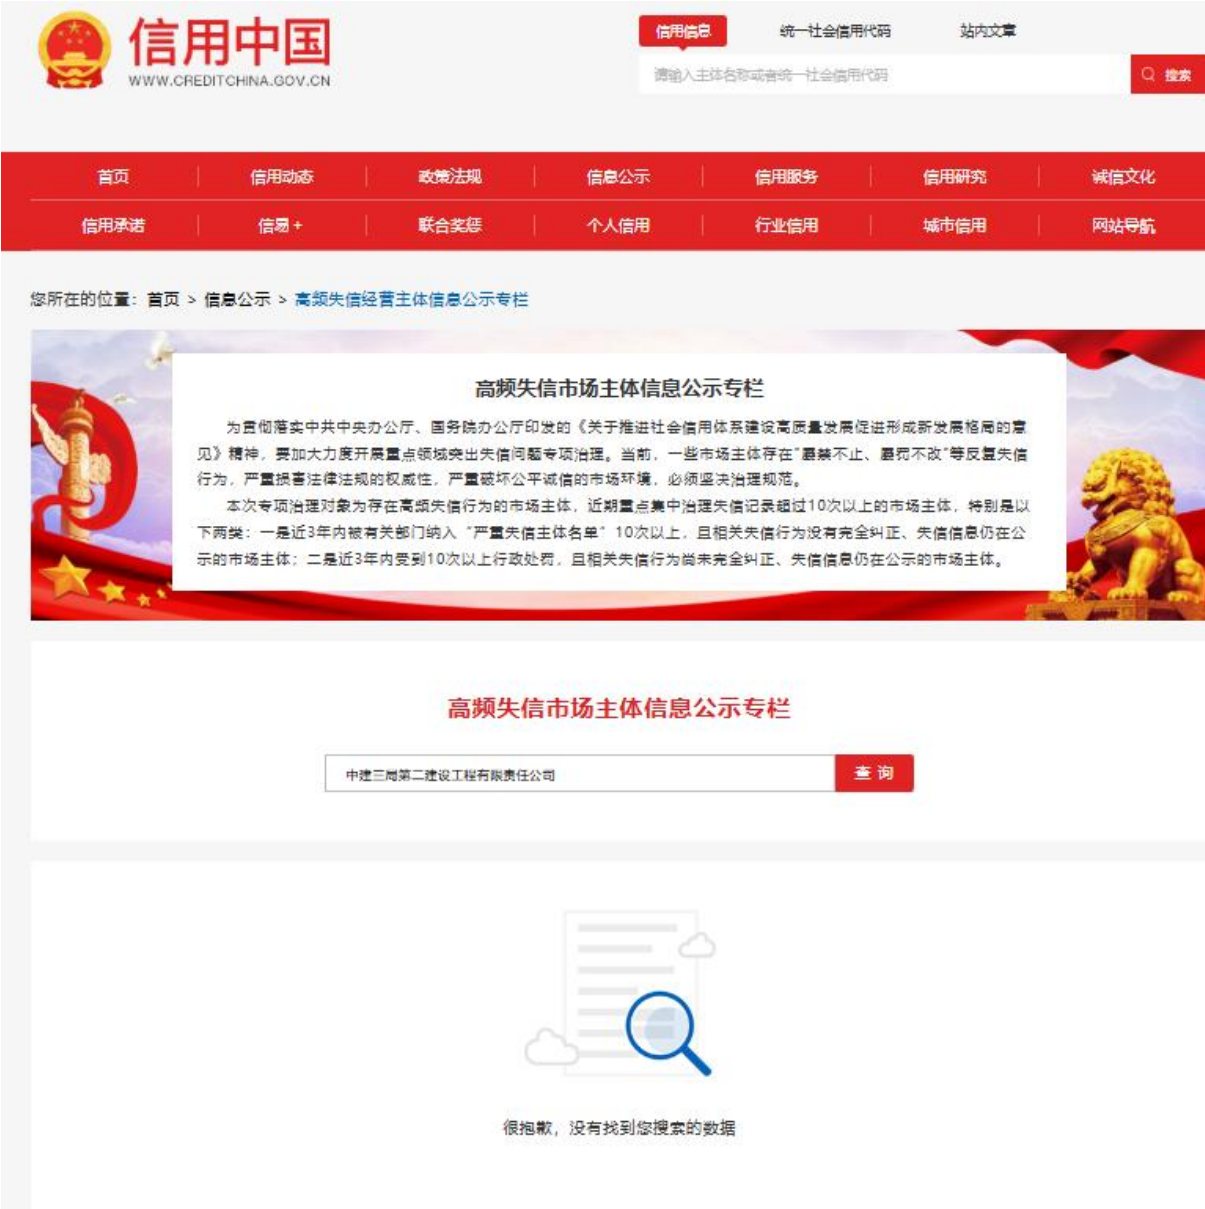 信用中国
WWW.CREDITCHINA.GOV.CN
信用信息 统一社会信用代码 站内文章
请输入主体名称或者统一社会信用代码 搜索
首页 信用动态 政策法规 信息公示 信用服务 信用研究 诚信文化
信用承诺 信易+ 联合奖惩 个人信用 行业信用 城市信用 网站导航
您所在的位置：首页 > 信息公示 > 高频失信经营主体信息公示专栏
高频失信市场主体信息公示专栏
为贯彻落实中共中央办公厅、国务院办公厅印发的《关于推进社会信用体系建设高质量发展促进形成新发展格局的意
见》精神，要加大力度开展重点领域突出失信问题专项治理。当前，一些市场主体存在"屡禁不止、屡罚不改"等反复失信
行为，严重损害法律法规的权威性，严重破坏公平诚信的市场环境，必须坚决治理规范。
本次专项治理对象为存在高频失信行为的市场主体，近期重点集中治理失信记录超过10次以上的市场主体，特别是以
下两类：一是近3年内被有关部门纳入“严重失信主体名单”10次以上，且相关失信行为没有完全纠正、失信信息仍在公
示的市场主体；二是近3年内受到10次以上行政处罚，且相关失信行为尚未完全纠正、失信信息仍在公示的市场主体。
高频失信市场主体信息公示专栏
中建三局第二建设工程有限责任公司 查询
很抱歉，没有找到您搜索的数据